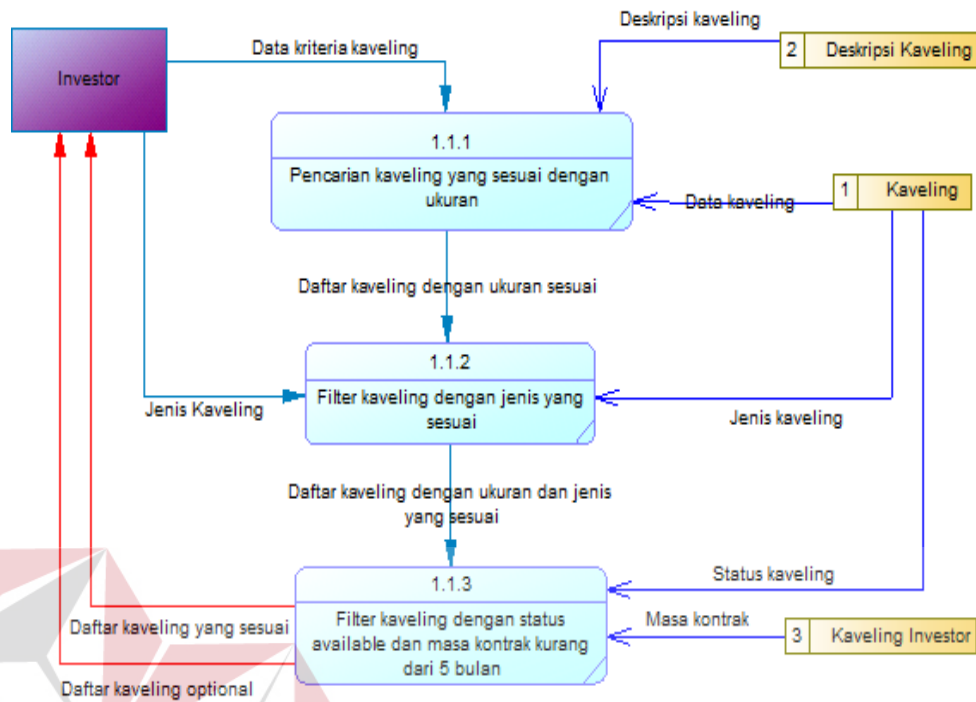 Deskripsi kaveling
Data kriteria kaveling
2 Deskripsi Kaveling
Investor
1.1.1
Pencarian kaveling yang sesuai dengan
ukuran
Data kaveling
1 Kaveling
Daftar kaveling dengan ukuran sesuai
1.1.2
Filter kaveling dengan jenis yang
sesuai
Jenis Kaveling
Jenis kaveling
Daftar kaveling dengan ukuran dan jenis
yang sesuai
1.1.3
Filter kaveling dengan status
available dan masa kontrak kurang
dari 5 bulan
Status kaveling
Masa kontrak
3 Kaveling Investor
Daftar kaveling yang sesuai
Daftar kaveling optional